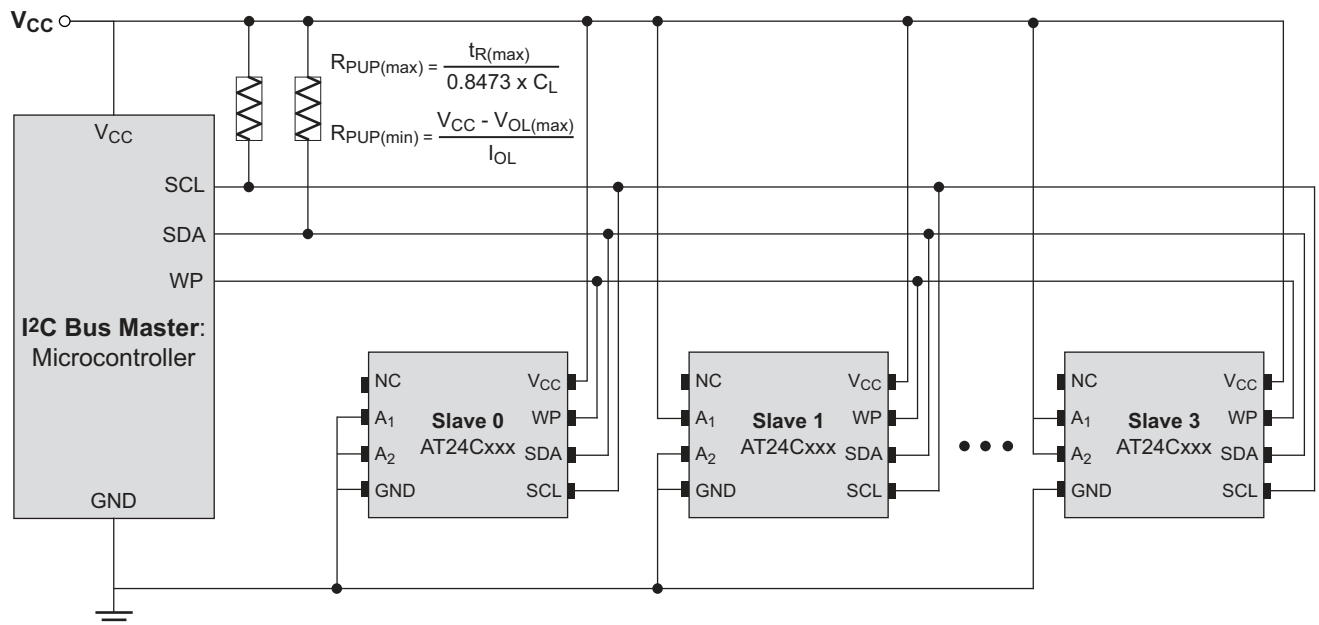 VCC
RPUP(max) = tR(max) / 0.8473 x CL
RPUP(min) = VCC - VOL(max) / IOL
VCC
SCL
SDA
WP
I2C Bus Master:
Microcontroller
GND
NC
A1
A2
GND
Slave 0
AT24Cxxx
VCC
WP
SDA
SCL
NC
A1
A2
GND
Slave 1
AT24Cxxx
VCC
WP
SDA
SCL
NC
A1
A2
GND
Slave 3
AT24Cxxx
VCC
WP
SDA
SCL